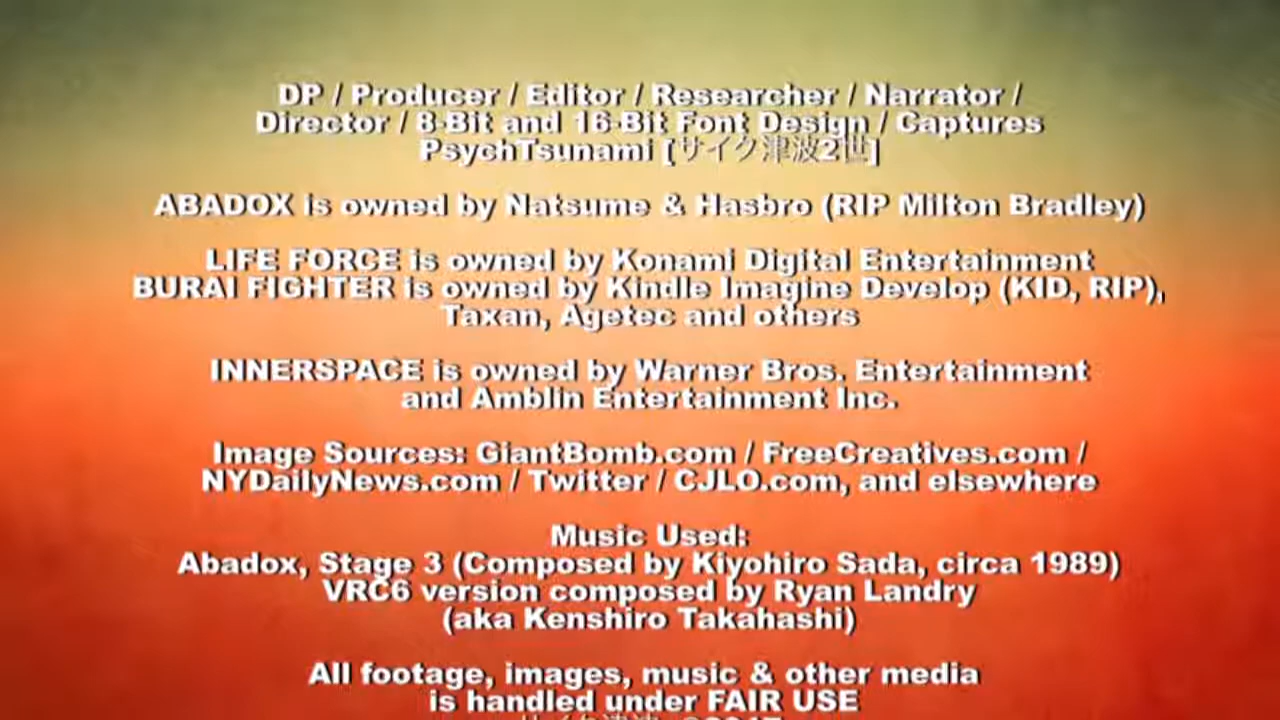 DP / Producer / Editor / Researcher / Narrator /
Director / 8-Bit and 16-Bit Font Design / Captures
PsychTsunami [サイク津波2世]
ABADOX is owned by Natsume & Hasbro (RIP Milton Bradley)
LIFE FORCE is owned by Konami Digital Entertainment
BURAI FIGHTER is owned by Kindle Imagine Develop (KID, RIP),
Taxan, Agetec and others
INNERSPACE is owned by Warner Bros. Entertainment
and Amblin Entertainment Inc.
Image Sources: GiantBomb.com / FreeCreatives.com /
NYDailyNews.com / Twitter / CJLO.com, and elsewhere
Music Used:
Abadox, Stage 3 (Composed by Kiyohiro Sada, circa 1989)
VRC6 version composed by Ryan Landry
(aka Kenshiro Takahashi)
All footage, images, music & other media
is handled under FAIR USE